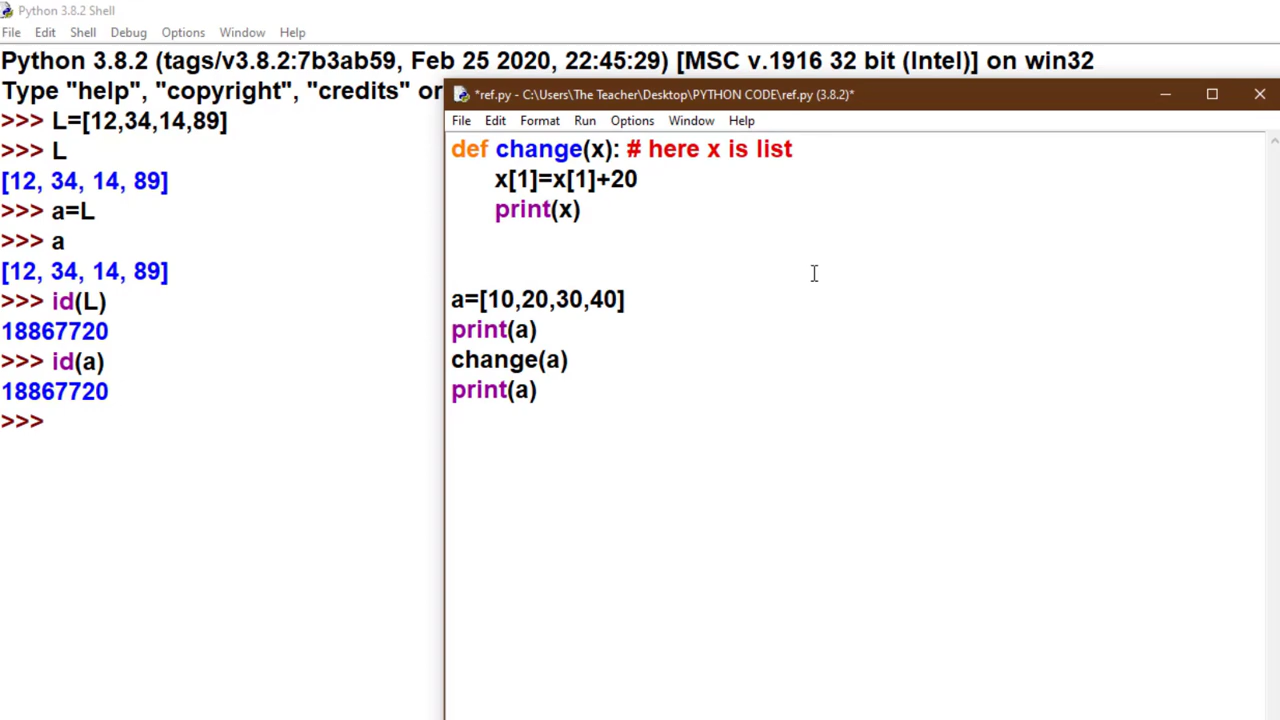 Python 3.8.2 Shell
File Edit Shell Debug Options Window Help
Python 3.8.2 (tags/v3.8.2:7b3ab59, Feb 25 2020, 22:45:29) [MSC v.1916 32 bit (Intel)] on win32
Type "help", "copyright", "credits" or
>>> L=[12,34,14,89]
>>> L
[12, 34, 14, 89]
>>> a=L
>>> a
[12, 34, 14, 89]
>>> id(L)
18867720
>>> id(a)
18867720
>>>
*ref.py - C:\Users\The Teacher\Desktop\PYTHON CODE\ref.py (3.8.2)*
File Edit Format Run Options Window Help
def change(x): # here x is list
x[1]=x[1]+20
print(x)
a=[10,20,30,40]
print(a)
change(a)
print(a)